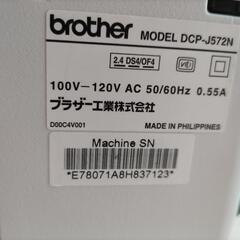 brother MODEL DCP-J572N
2.4 DS4/OF4
100V-120V AC 50/60Hz 0.55A
ブラザー工業株式会社
D00C4V001 MADE IN PHILIPPINES
Machine SN
*E78071A8H837123*